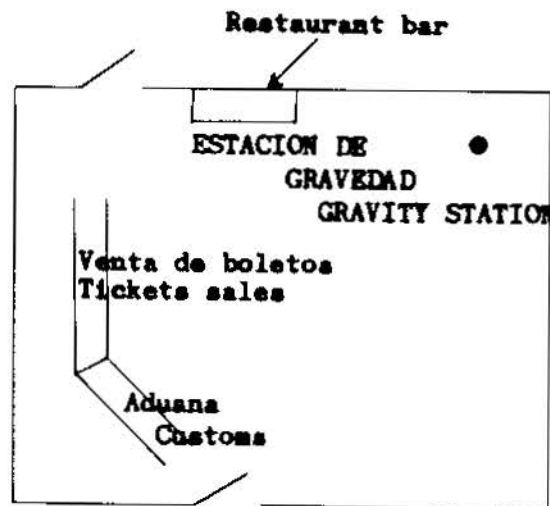 Restaurant bar
ESTACION DE
GRAVEDAD
GRAVITY STATION
Venta de boletos
Tickets sales
Aduana
Customs